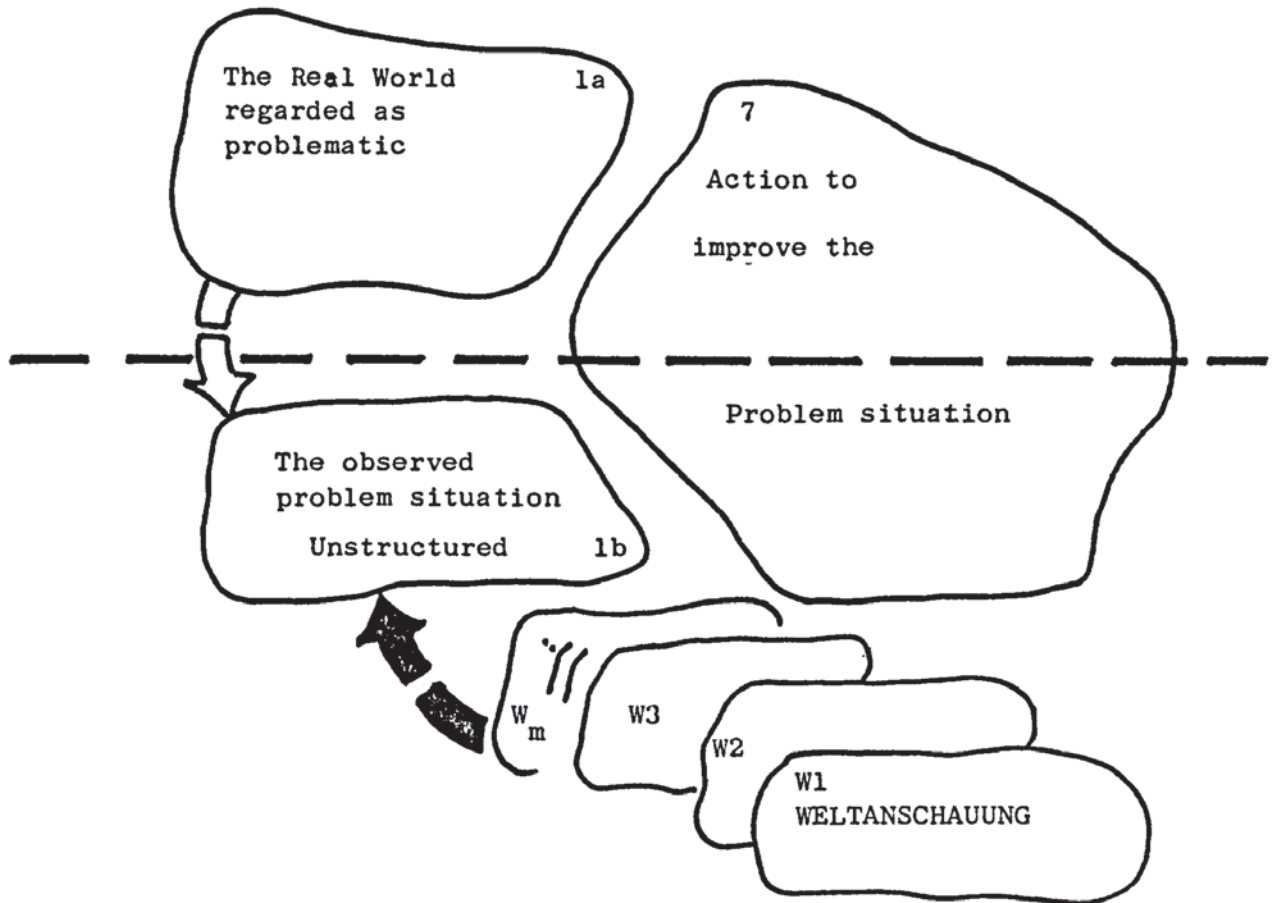 The Real World 1a
regarded as
problematic
7
Action to
improve the
Problem situation
The observed
problem situation
Unstructured 1b
Wm
W3
W2
W1
WELTANSCHAUUNG